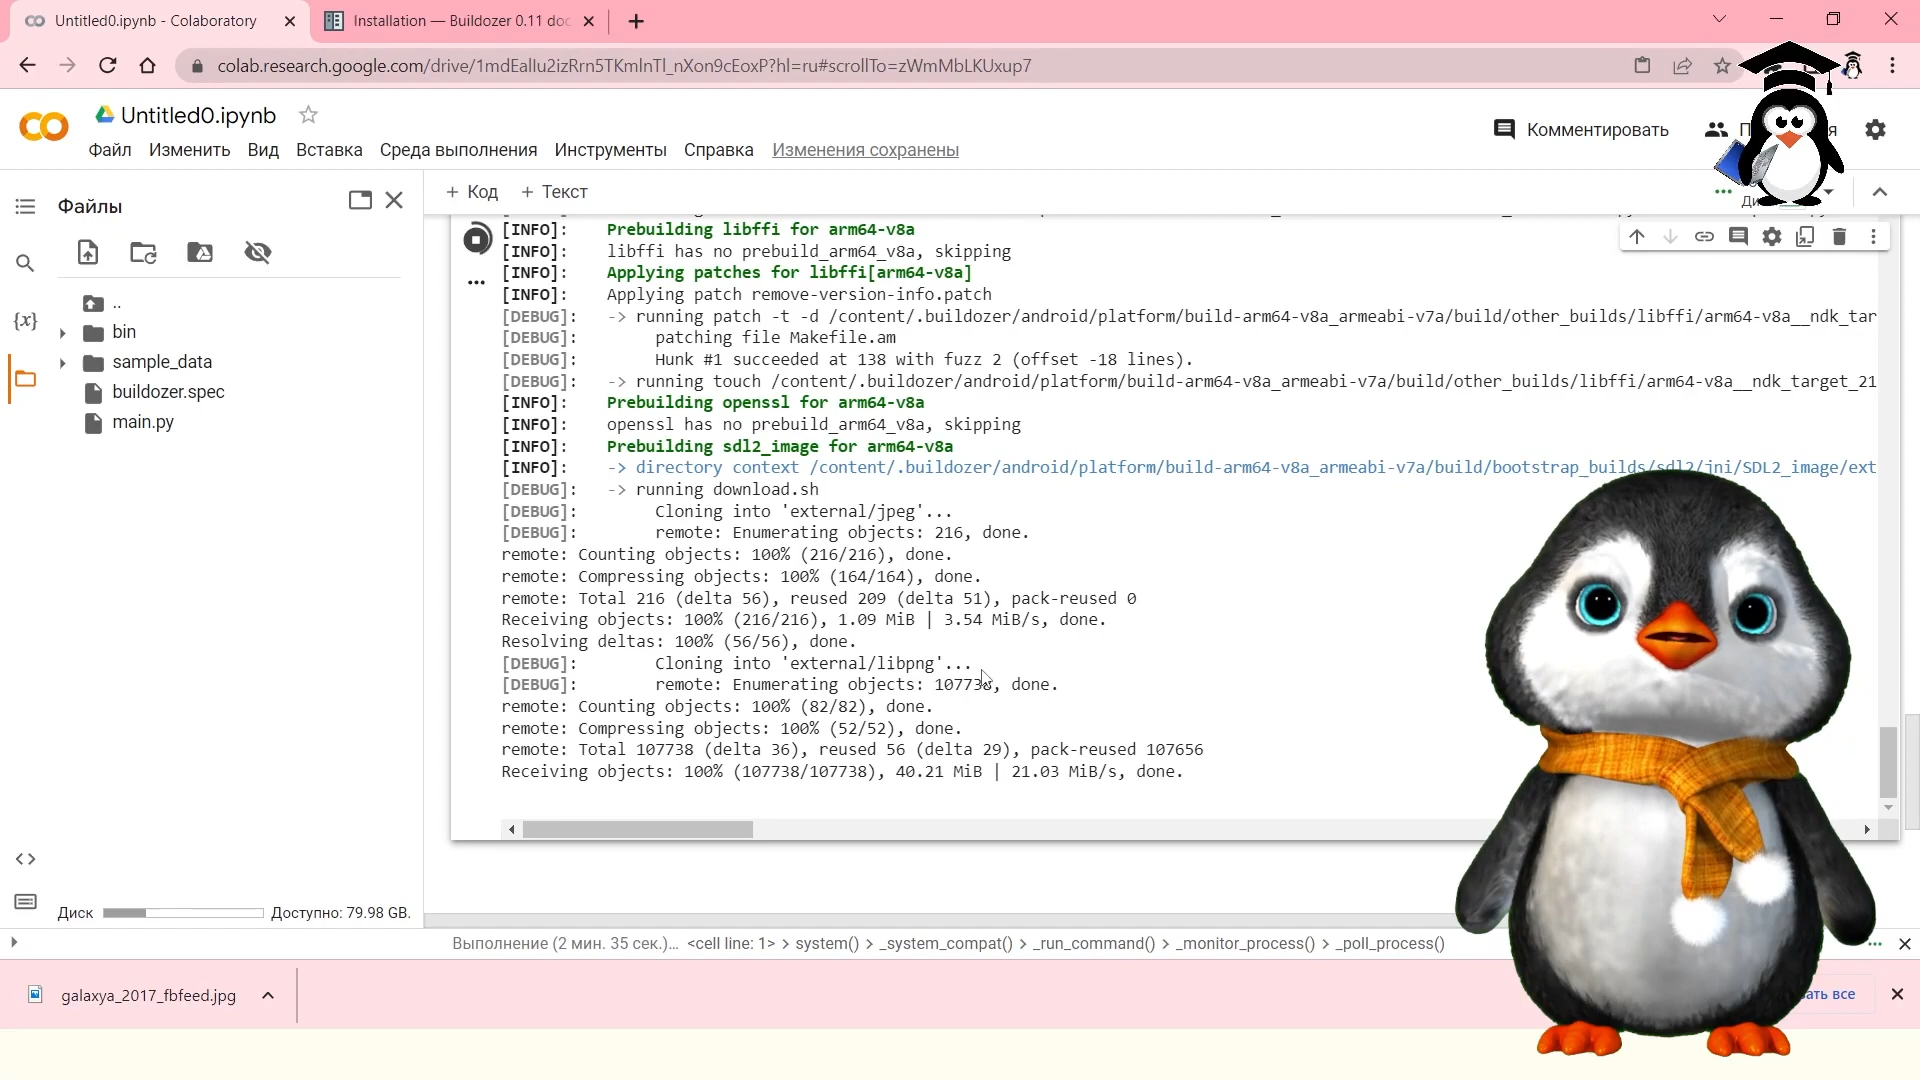 Untitled0.ipynb - Colaboratory
Installation — Buildozer 0.11 doc
colab.research.google.com/drive/1mdEalIu2izRrn5TKmlnTl_nXon9cEoxP?hl=ru#scrollTo=zWmMbLKUxup7
Untitled0.ipynb
Комментировать
Файл Изменить Вид Вставка Среда выполнения Инструменты Справка Изменения сохранены
Файлы
+ Код + Текст
..
bin
sample_data
buildozer.spec
main.py
{x}
[INFO]: Prebuilding libffi for arm64-v8a
[INFO]: libffi has no prebuild_arm64_v8a, skipping
[INFO]: Applying patches for libffi[arm64-v8a]
[INFO]: Applying patch remove-version-info.patch
[DEBUG]: -> running patch -t -d /content/.buildozer/android/platform/build-arm64-v8a_armeabi-v7a/build/other_builds/libffi/arm64-v8a__ndk_tar
[DEBUG]: patching file Makefile.am
[DEBUG]: Hunk #1 succeeded at 138 with fuzz 2 (offset -18 lines).
[DEBUG]: -> running touch /content/.buildozer/android/platform/build-arm64-v8a_armeabi-v7a/build/other_builds/libffi/arm64-v8a__ndk_target_21
[INFO]: Prebuilding openssl for arm64-v8a
[INFO]: openssl has no prebuild_arm64_v8a, skipping
[INFO]: Prebuilding sdl2_image for arm64-v8a
[INFO]: -> directory context /content/.buildozer/android/platform/build-arm64-v8a_armeabi-v7a/build/bootstrap_builds/sdl2/jni/SDL2_image/ext
[DEBUG]: -> running download.sh
[DEBUG]: Cloning into 'external/jpeg'...
[DEBUG]: remote: Enumerating objects: 216, done.
remote: Counting objects: 100% (216/216), done.
remote: Compressing objects: 100% (164/164), done.
remote: Total 216 (delta 56), reused 209 (delta 51), pack-reused 0
Receiving objects: 100% (216/216), 1.09 MiB | 3.54 MiB/s, done.
Resolving deltas: 100% (56/56), done.
[DEBUG]: Cloning into 'external/libpng'...
[DEBUG]: remote: Enumerating objects: 107738, done.
remote: Counting objects: 100% (82/82), done.
remote: Compressing objects: 100% (52/52), done.
remote: Total 107738 (delta 36), reused 56 (delta 29), pack-reused 107656
Receiving objects: 100% (107738/107738), 40.21 MiB | 21.03 MiB/s, done.
Диск Доступно: 79.98 GB.
Выполнение (2 мин. 35 сек.)... <cell line: 1> > system() > _system_compat() > _run_command() > _monitor_process() > _poll_process()
galaxya_2017_fbfeed.jpg
все